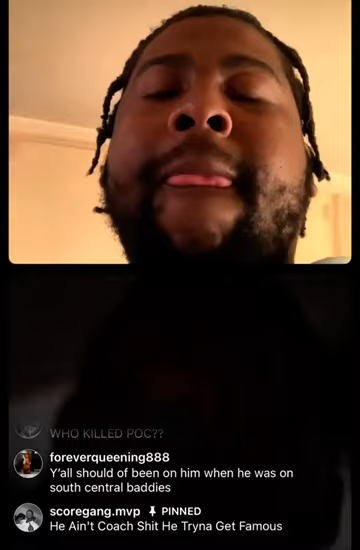 WHO KILLED POC??
foreverqueening888
Y'all should of been on him when he was on
south central baddies
scoregang.mvp PINNED
He Ain't Coach Shit He Tryna Get Famous